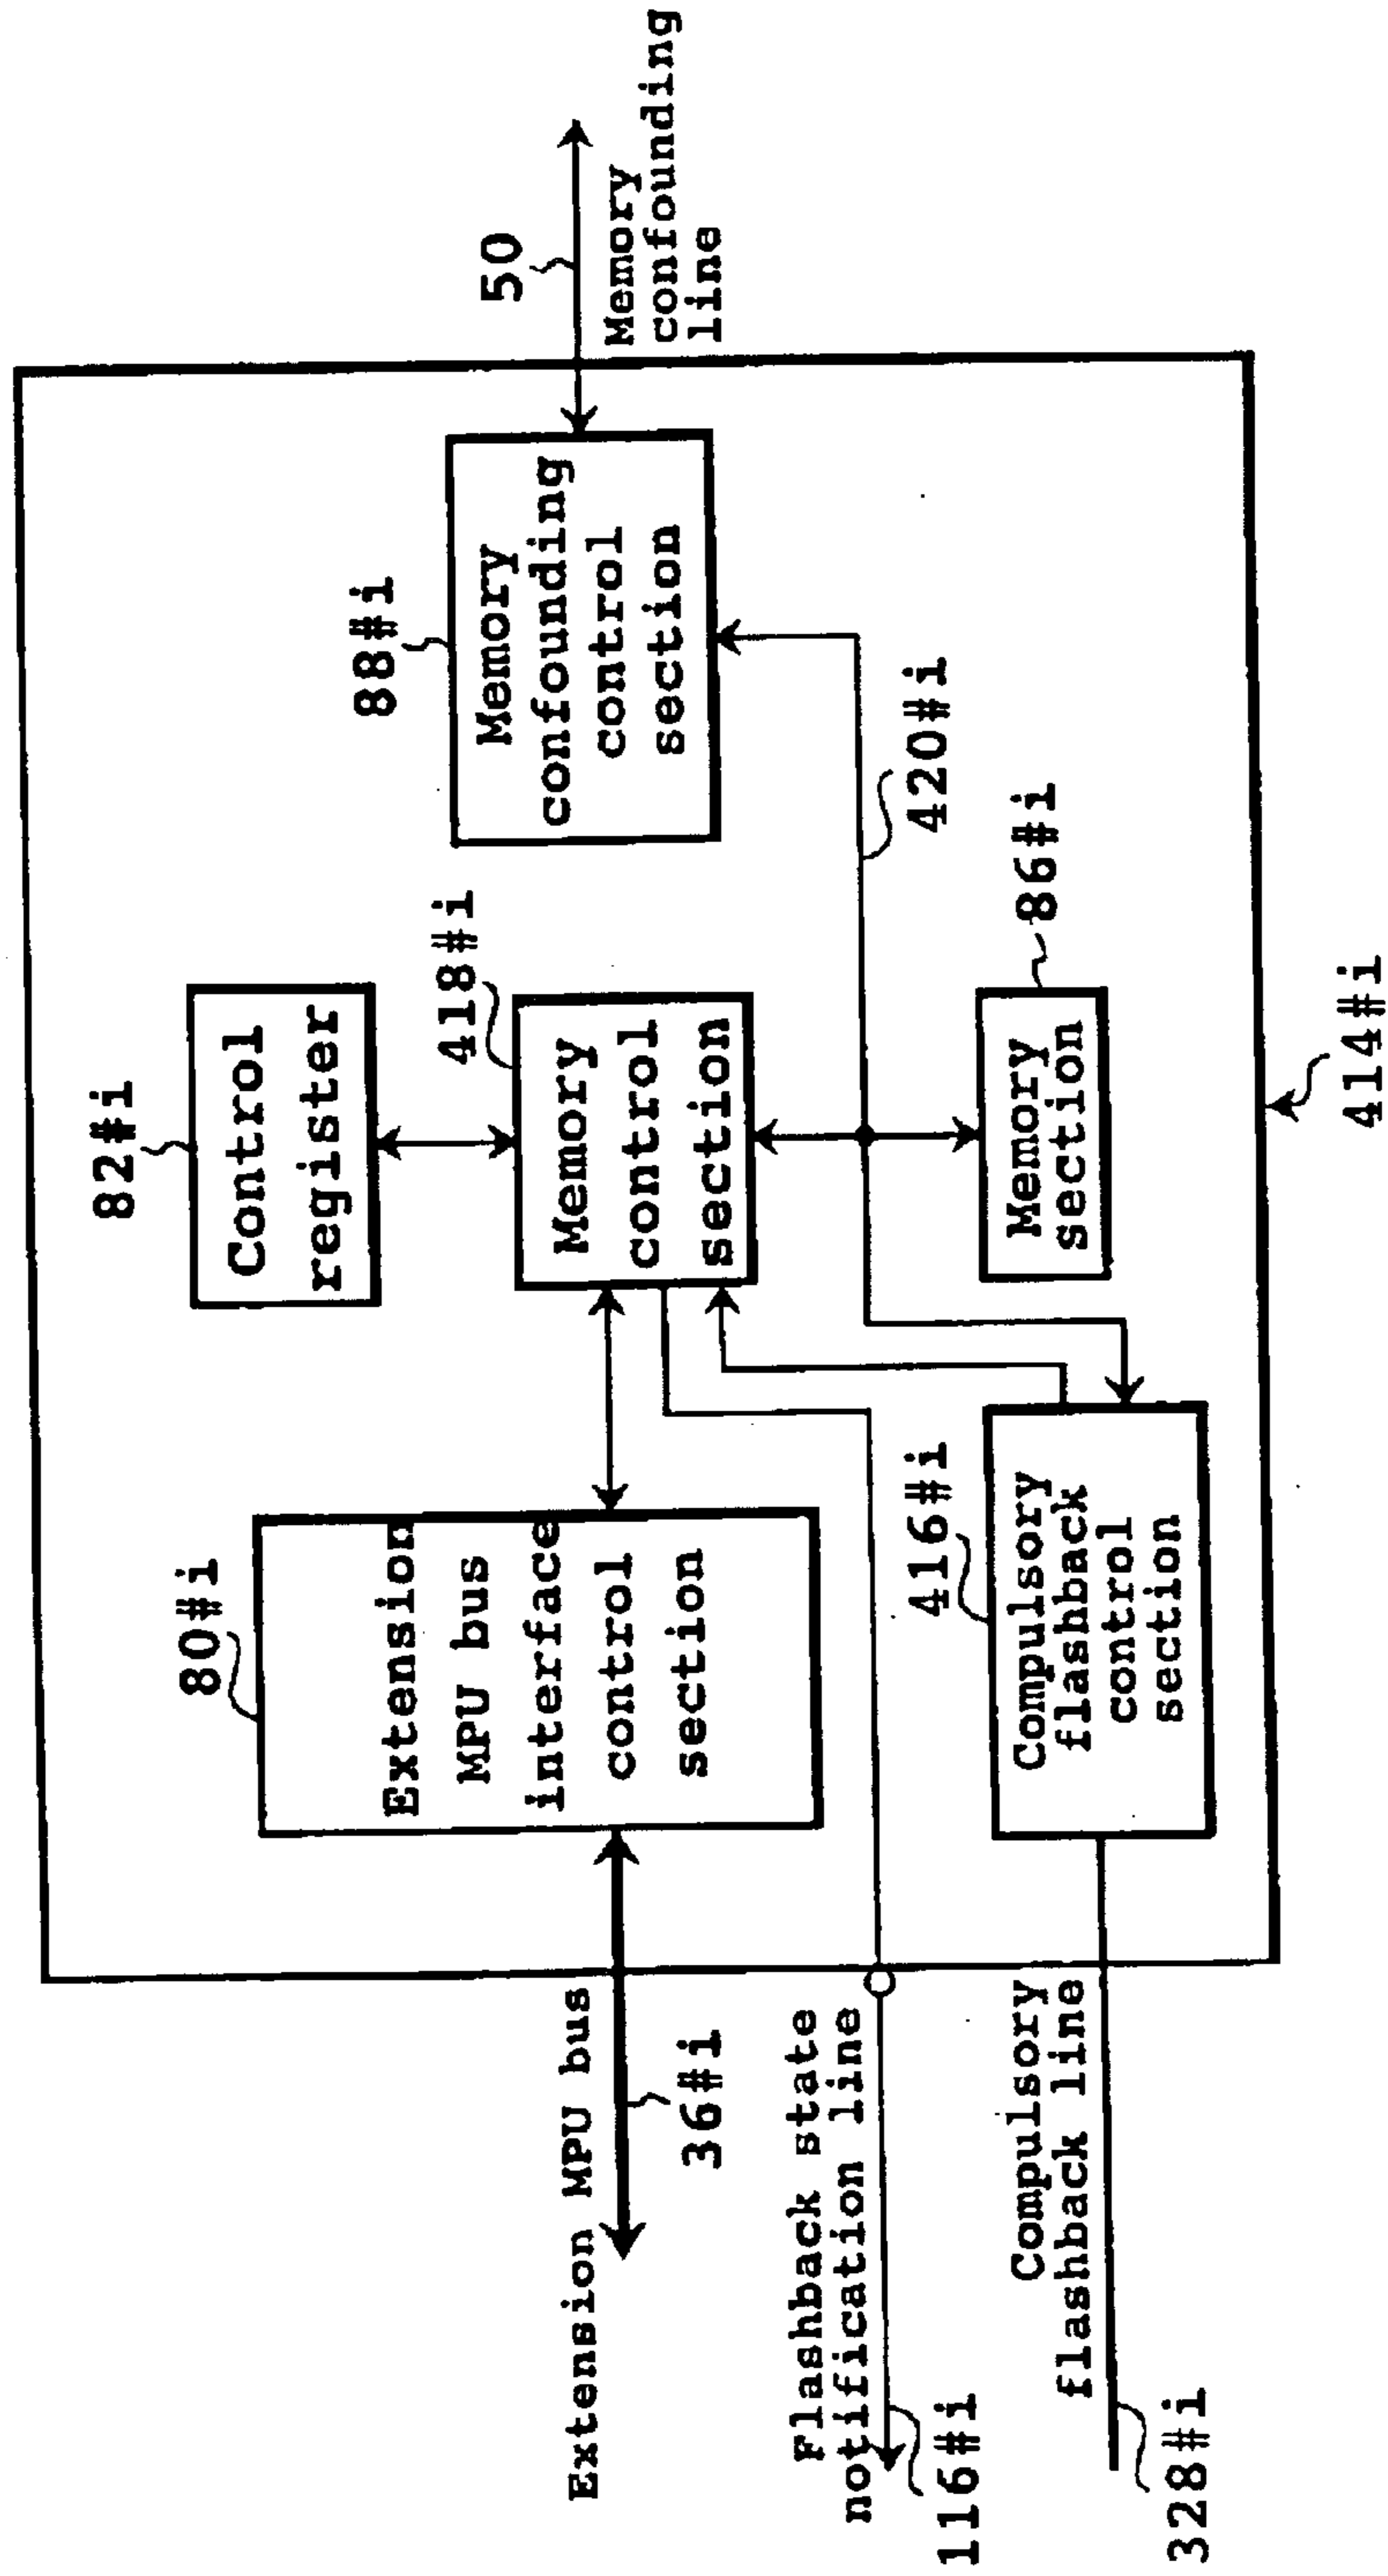 82#i
Control
register
80#i
Extension
MPU bus
interface
control
section
418#i
Memory
control
section
88#i
Memory
confounding
control
section
50
Memory
confounding
line
Extension MPU bus
36#i
420#i
Flashback state
notification line
116#i
416#i
Compulsory
flashback
control
section
86#i
Memory
section
Compulsory
flashback line
328#i
414#i